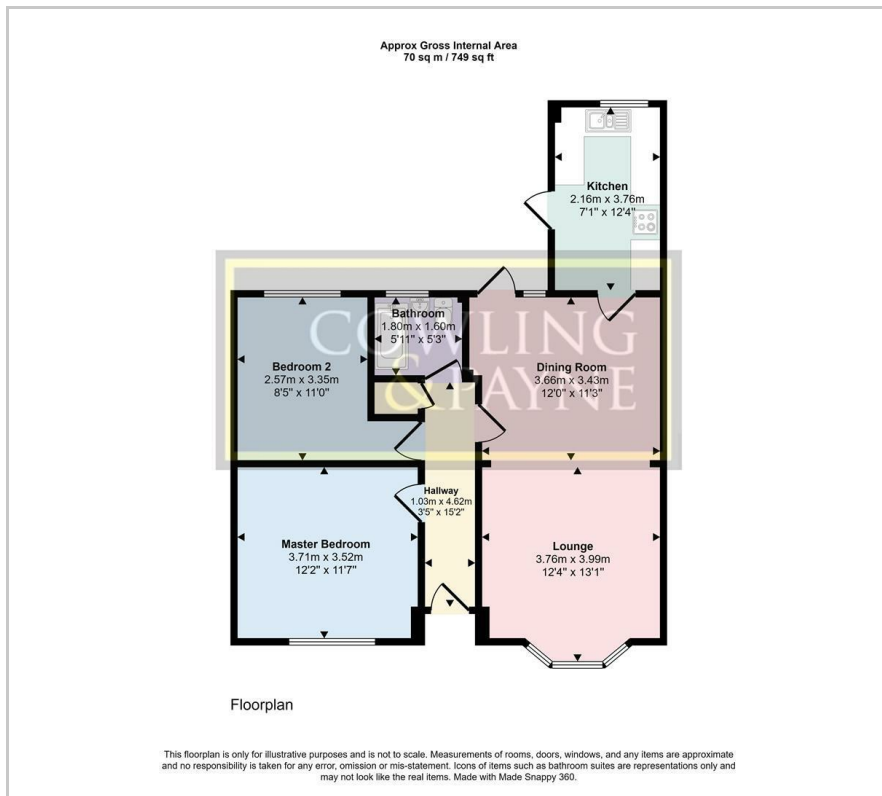 Approx Gross Internal Area
70 sq m / 749 sq ft
Kitchen
2.16m x 3.76m
7'1" x 12'4"
Bathroom
1.80m x 1.60m
5'11" x 5'3"
COWLING
& PAYNE
Bedroom 2
2.57m x 3.35m
8'5" x 11'0"
Dining Room
3.66m x 3.43m
12'0" x 11'3"
Hallway
1.03m x 4.62m
3'5" x 15'2"
Master Bedroom
3.71m x 3.52m
12'2" x 11'7"
Lounge
3.76m x 3.99m
12'4" x 13'1"
Floorplan
This floorplan is only for illustrative purposes and is not to scale. Measurements of rooms, doors, windows, and any items are approximate
and no responsibility is taken for any error, omission or mis-statement. Icons of items such as bathroom suites are representations only and
may not look like the real items. Made with Made Snappy 360.